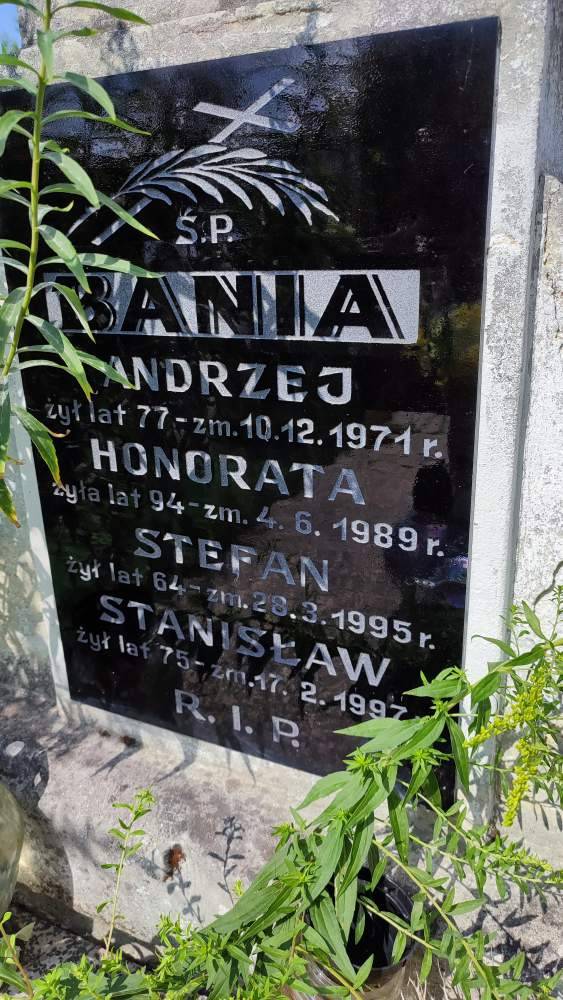 Ś.P.
BANIA
ANDRZEJ
żył lat 77-zm.10.12.1971 r.
HONORATA
żyła lat 94-zm. 4. 6. 1989 r.
STEFAN
żył lat 64-zm.28.3.1995 r.
STANISŁAW
żył lat 75-zm.17. 2. 1997
R. I. P.